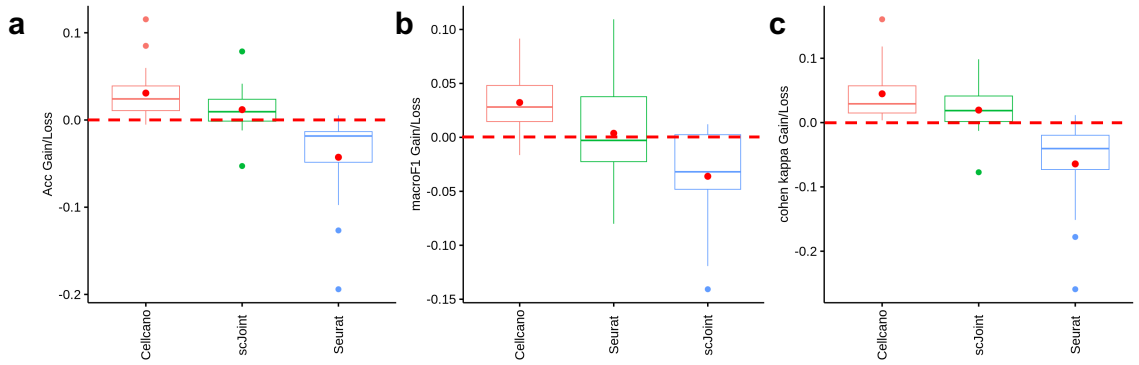 a
Acc Gain/Loss
0.1
0.0
-0.1
-0.2
Cellcano
scJoint
Seurat
b
macroF1 Gain/Loss
0.10
0.05
0.00
-0.05
-0.10
-0.15
Cellcano
Seurat
scJoint
c
cohen kappa Gain/Loss
0.1
0.0
-0.1
-0.2
Cellcano
scJoint
Seurat